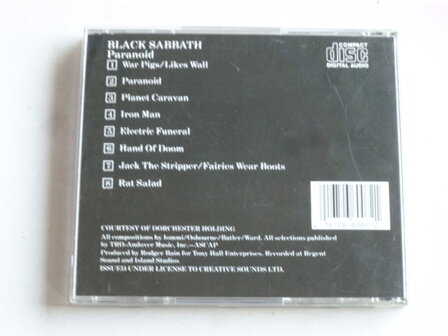 BLACK SABBATH
Paranoid
1 War Pigs/Likes Wall
2 Paranoid
3 Planet Caravan
4 Iron Man
5 Electric Funeral
6 Hand Of Doom
7 Jack The Stripper/Fairies Wear Boots
8 Rat Salad
COMPACT
disc
DIGITAL AUDIO
COURTESY OF DORCHESTER HOLDING
All compositions by Iommi/Osbourne/Butler/Ward. All selections published
by TRO-Andover Music, Inc.—ASCAP
Produced by Rodger Bain for Tony Hall Enterprises. Recorded at Regent
Sound and Island Studios
ISSUED UNDER LICENSE TO CREATIVE SOUNDS LTD.